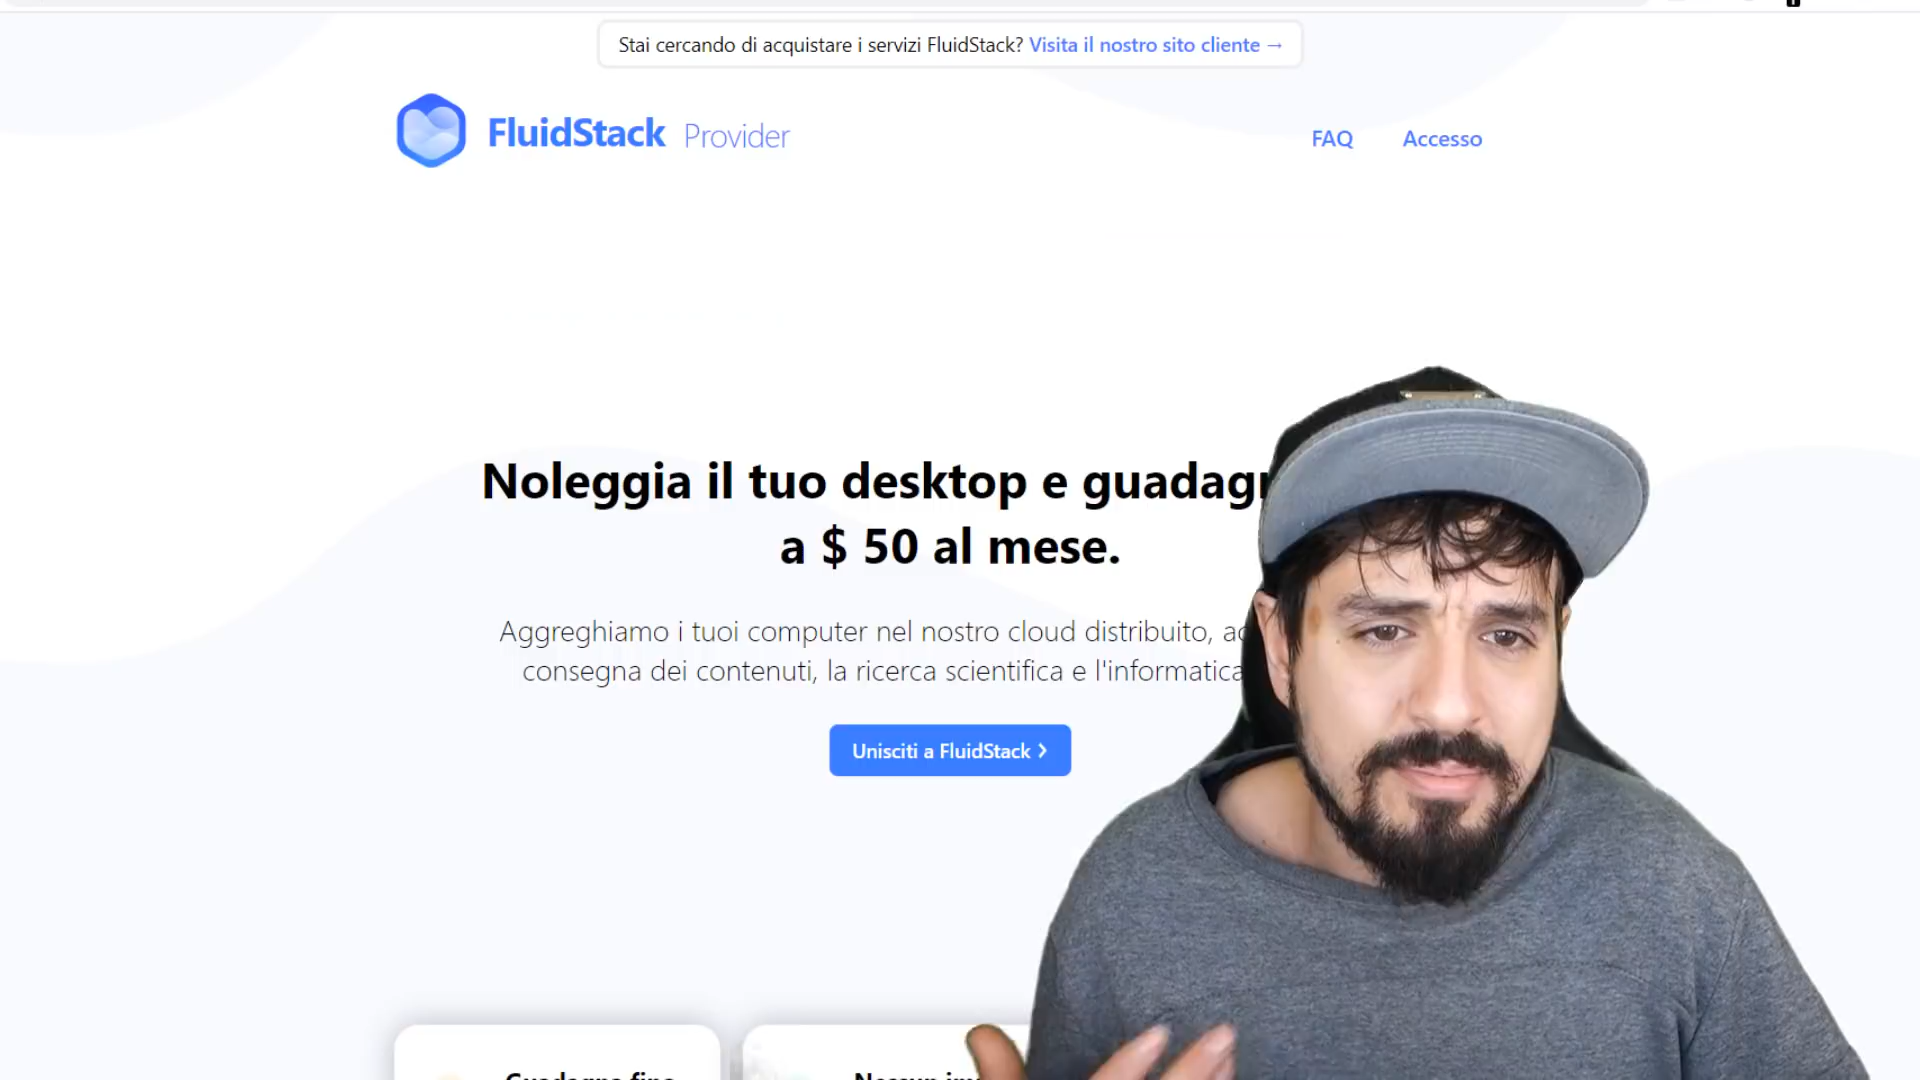 Stai cercando di acquistare i servizi FluidStack? Visita il nostro sito cliente →
FluidStack Provider
FAQ
Accesso
Noleggia il tuo desktop e
a $ 50 al mese.
Aggreghiamo i tuoi computer nel nostro cloud distribuito,
consegna dei contenuti, la ricerca scientifica e l'informatica
Unisciti a FluidStack >